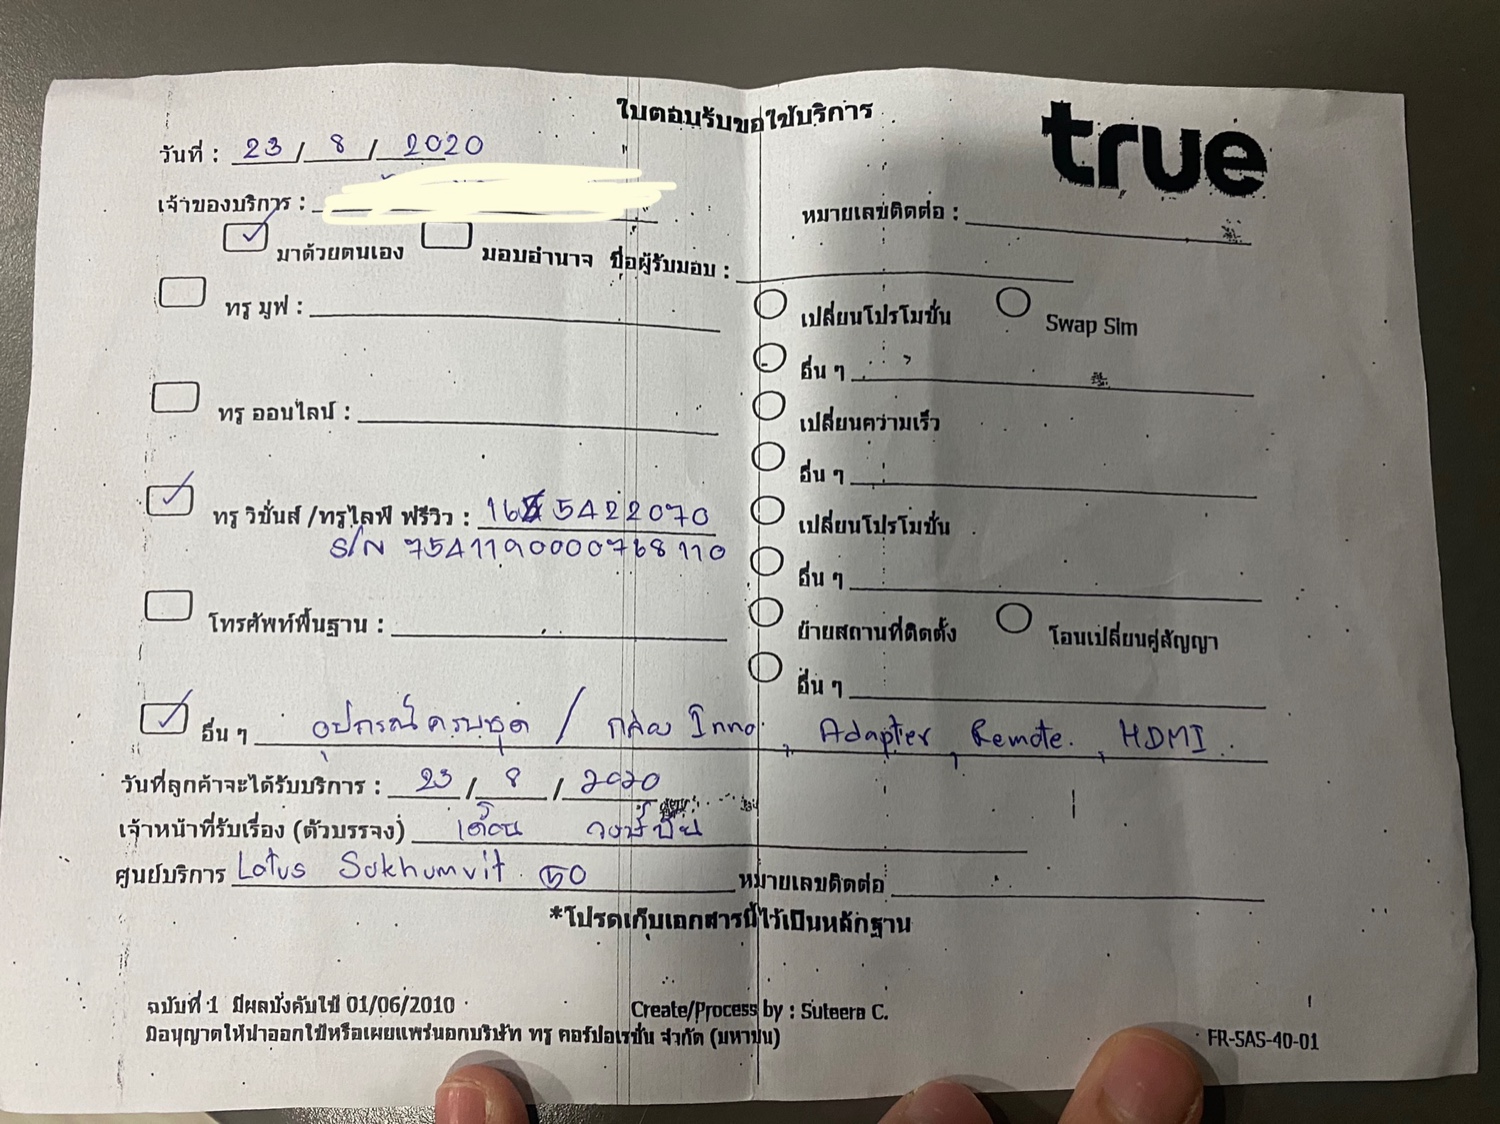 ใบตอบรับขอใช้บริการ
true
วันที่ : 23 / 8 / 2020
เจ้าของบริการ :
หมายเลขติดต่อ :
มาด้วยตนเอง มอบอำนาจ ชื่อผู้รับมอบ :
ทรู มูฟ : เปลี่ยนโปรโมชั่น Swap Sim
อื่น ๆ
ทรู ออนไลน์ : เปลี่ยนความเร็ว
อื่น ๆ
ทรู วิชั่นส์ /ทรูไลฟ์ ฟรีวิว : 165422070 เปลี่ยนโปรโมชั่น
S/N 7541190000768110
อื่น ๆ
โทรศัพท์พื้นฐาน : ย้ายสถานที่ติดตั้ง โอนเปลี่ยนคู่สัญญา
อื่น ๆ
อื่น ๆ อุปกรณ์ครบชุด / กล่อง Inno , Adapter , Remote. , HDMI
วันที่ลูกค้าจะได้รับบริการ : 23 / 8 / 2020
เจ้าหน้าที่รับเรื่อง (ตัวบรรจง)
ศูนย์บริการ Lotus Sukhumvit 50 หมายเลขติดต่อ
*โปรดเก็บเอกสารนี้ไว้เป็นหลักฐาน
ฉบับที่ 1 มีผลบังคับใช้ 01/06/2010 Create/Process by : Suteera C.
มิอนุญาตให้นำออกใช้หรือเผยแพร่นอกบริษัท ทรู คอร์ปอเรชั่น จำกัด (มหาชน) FR-SAS-40-01